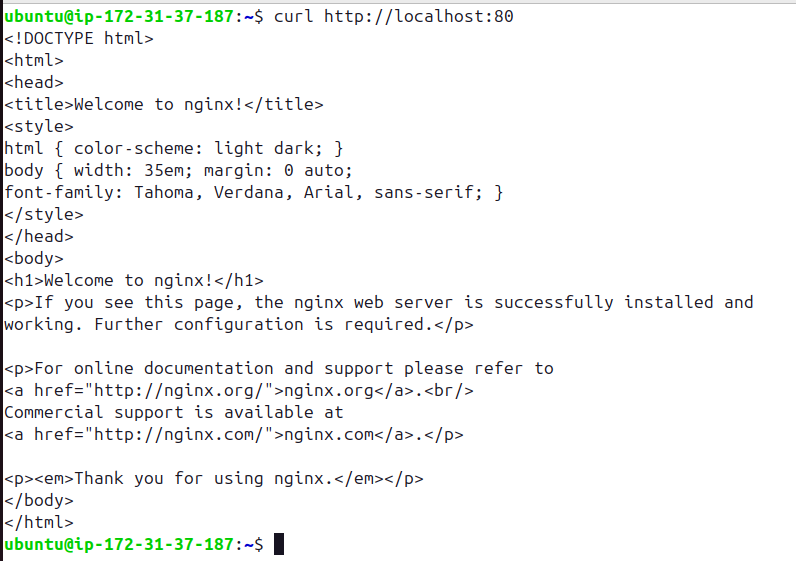 ubuntu@ip-172-31-37-187:~$ curl http://localhost:80
<!DOCTYPE html>
<html>
<head>
<title>Welcome to nginx!</title>
<style>
html { color-scheme: light dark; }
body { width: 35em; margin: 0 auto;
font-family: Tahoma, Verdana, Arial, sans-serif; }
</style>
</head>
<body>
<h1>Welcome to nginx!</h1>
<p>If you see this page, the nginx web server is successfully installed and
working. Further configuration is required.</p>

<p>For online documentation and support please refer to
<a href="http://nginx.org/">nginx.org</a>.<br/>
Commercial support is available at
<a href="http://nginx.com/">nginx.com</a>.</p>

<p><em>Thank you for using nginx.</em></p>
</body>
</html>
ubuntu@ip-172-31-37-187:~$